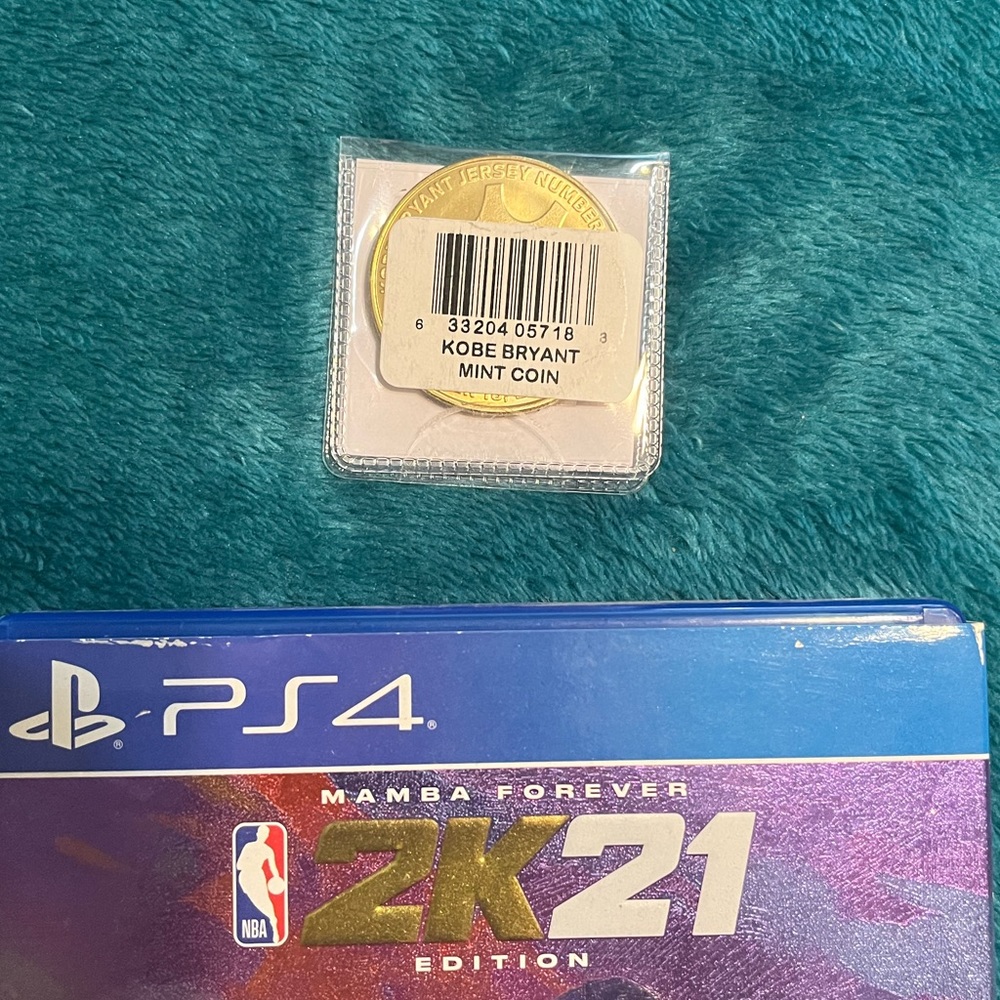 BRYANT JERSEY NUMBER
6 33204 05718 3
KOBE BRYANT
MINT COIN
PS4
MAMBA FOREVER
NBA
2K21
EDITION